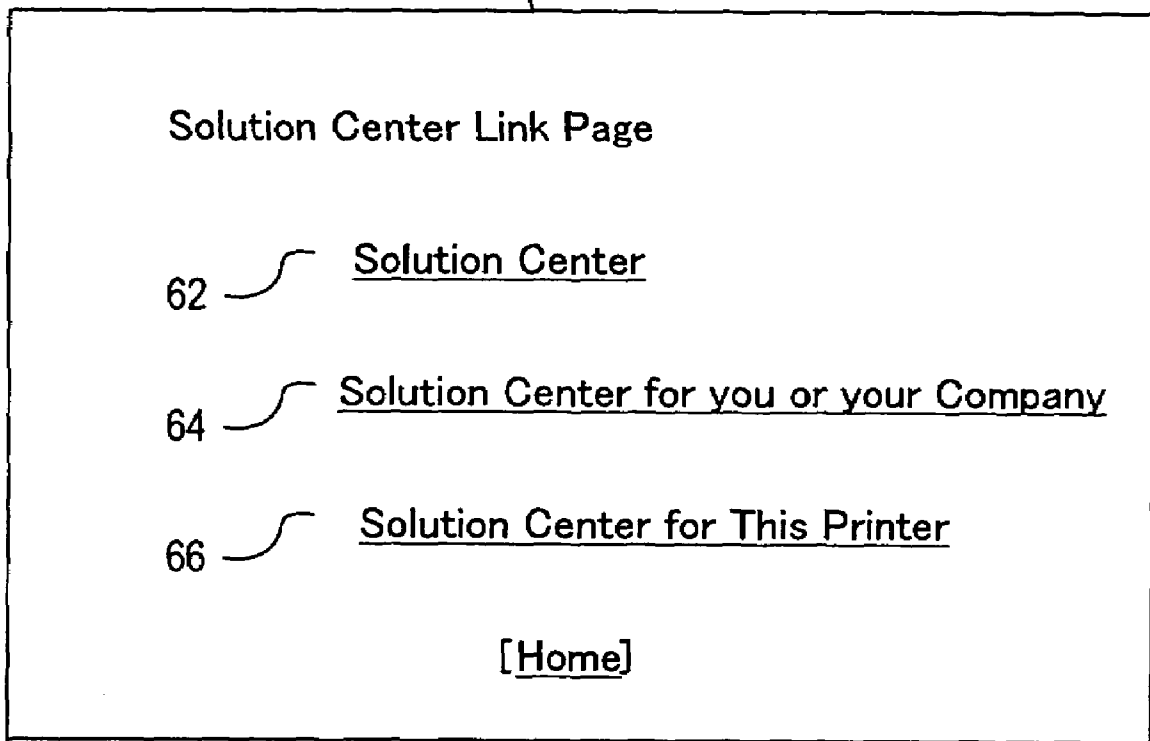 Solution Center Link Page
62 Solution Center
64 Solution Center for you or your Company
66 Solution Center for This Printer
[Home]